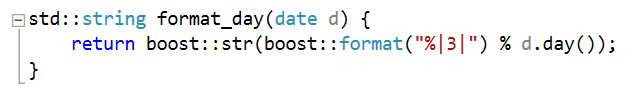 std::string format_day(date d) {
    return boost::str(boost::format("%|3|") % d.day());
}